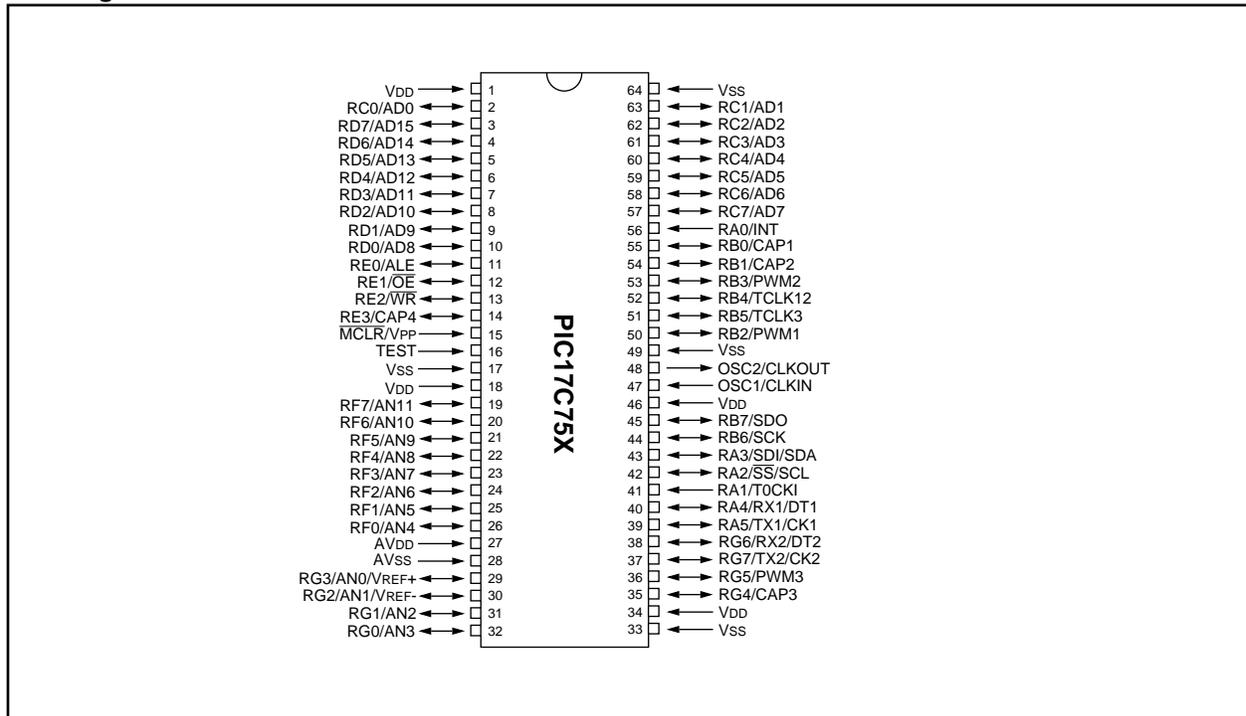 VDD 1
RC0/AD0 2
RD7/AD15 3
RD6/AD14 4
RD5/AD13 5
RD4/AD12 6
RD3/AD11 7
RD2/AD10 8
RD1/AD9 9
RD0/AD8 10
RE0/ALE 11
RE1/OE 12
RE2/WR 13
RE3/CAP4 14
MCLR/VPP 15
TEST 16
VSS 17
VDD 18
RF7/AN11 19
RF6/AN10 20
RF5/AN9 21
RF4/AN8 22
RF3/AN7 23
RF2/AN6 24
RF1/AN5 25
RF0/AN4 26
AVDD 27
AVSS 28
RG3/AN0/VREF+ 29
RG2/AN1/VREF- 30
RG1/AN2 31
RG0/AN3 32
PIC17C75X
64 VSS
63 RC1/AD1
62 RC2/AD2
61 RC3/AD3
60 RC4/AD4
59 RC5/AD5
58 RC6/AD6
57 RC7/AD7
56 RA0/INT
55 RB0/CAP1
54 RB1/CAP2
53 RB3/PWM2
52 RB4/TCLK12
51 RB5/TCLK3
50 RB2/PWM1
49 VSS
48 OSC2/CLKOUT
47 OSC1/CLKIN
46 VDD
45 RB7/SDO
44 RB6/SCK
43 RA3/SDI/SDA
42 RA2/SS/SCL
41 RA1/T0CKI
40 RA4/RX1/DT1
39 RA5/TX1/CK1
38 RG6/RX2/DT2
37 RG7/TX2/CK2
36 RG5/PWM3
35 RG4/CAP3
34 VDD
33 VSS